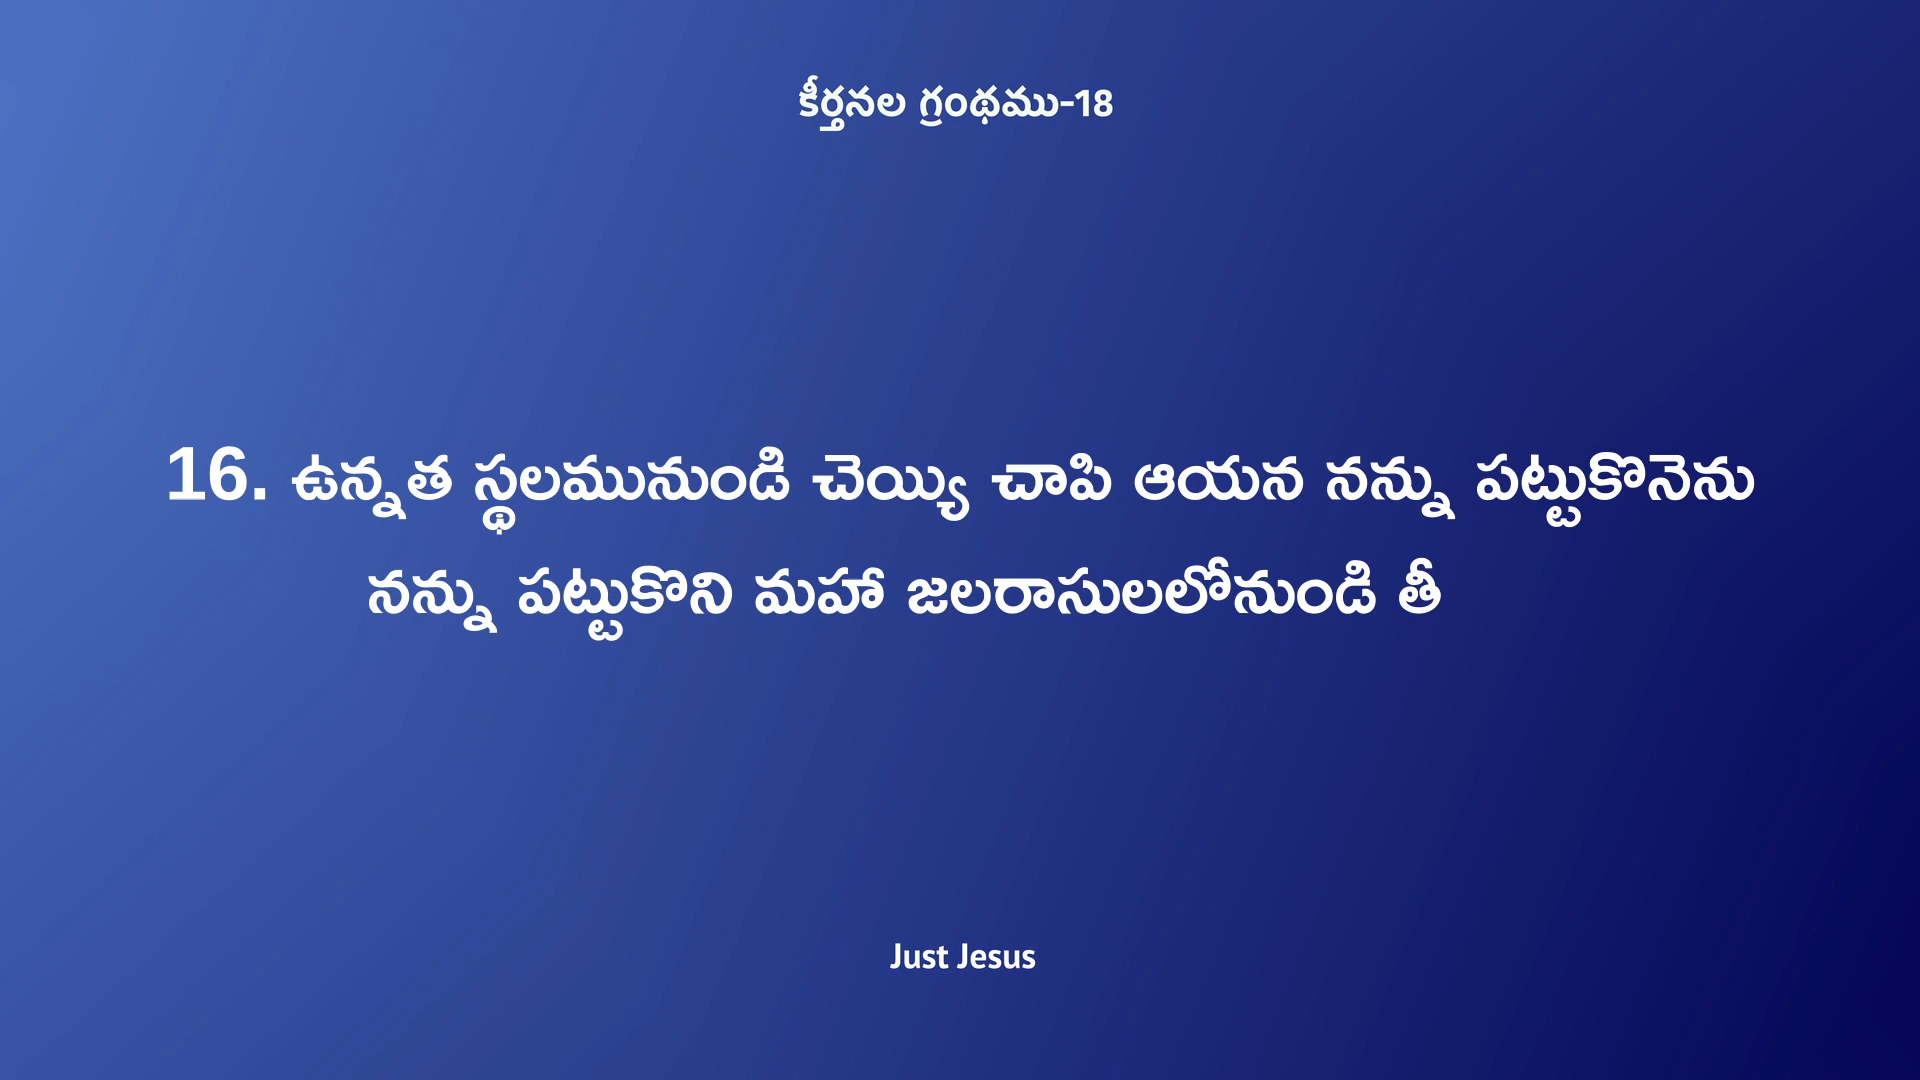 కీర్తనల గ్రంథము-18
16. ఉన్నత స్థలమునుండి చెయ్యి చాపి ఆయన నన్ను పట్టుకొనెను
నన్ను పట్టుకొని మహా జలరాసులలోనుండి తీ
Just Jesus